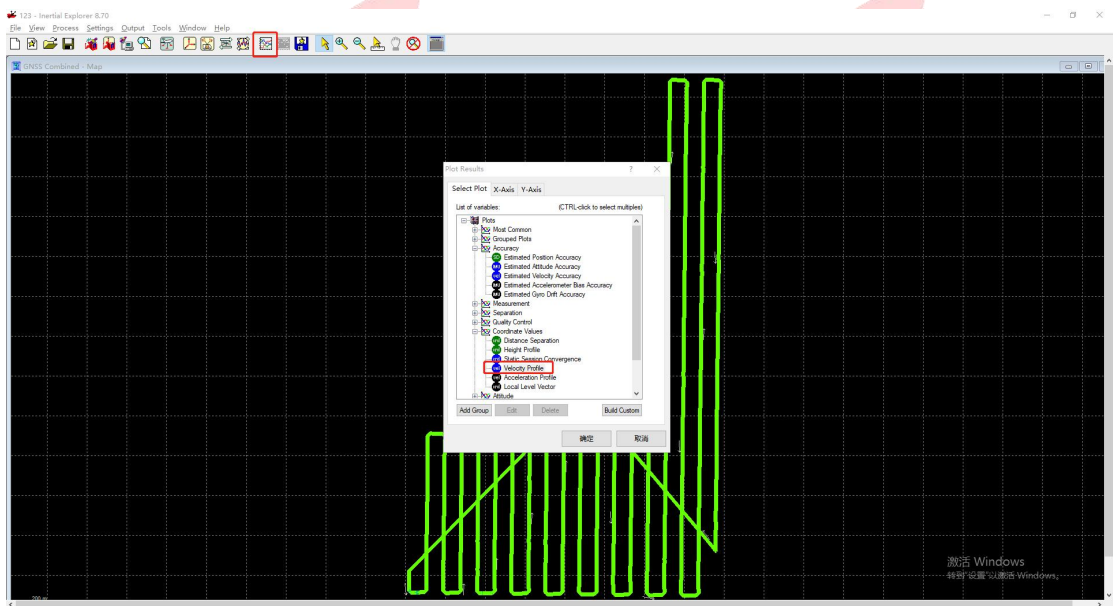 123 - Inertial Explorer 8.70
File View Process Settings Output Tools Window Help
GNSS Combined - Map
Plot Results
Select Plot X-Axis Y-Axis
List of variables: (CTRL-click to select multiples)
Plots
Most Common
Grouped Plots
Accuracy
Estimated Position Accuracy
Estimated Attitude Accuracy
Estimated Velocity Accuracy
Estimated Accelerometer Bias Accuracy
Estimated Gyro Drift Accuracy
Measurement
Separation
Quality Control
Coordinate Values
Distance Separation
Height Profile
Static Session Convergence
Velocity Profile
Acceleration Profile
Local Level Vector
Attitude
Add Group Edit Delete Build Custom
确定 取消
激活 Windows
转到"设置"以激活 Windows。